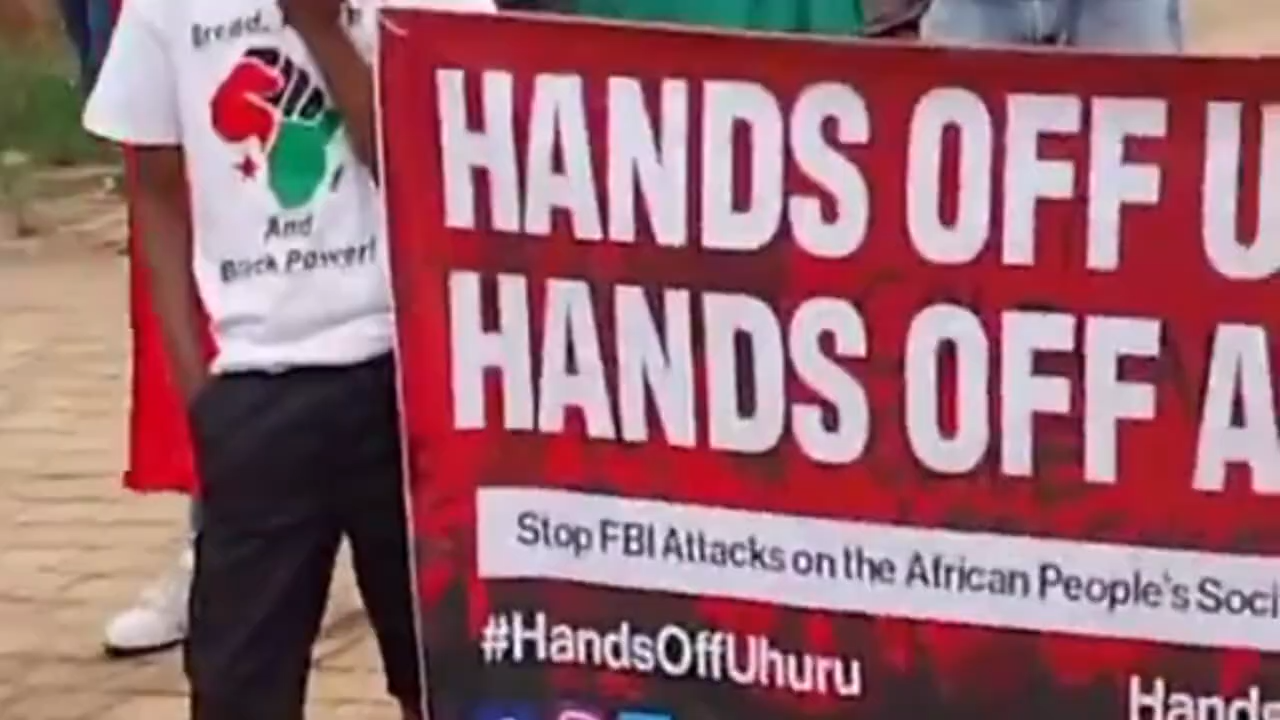 Bread,
And
Black Power!
HANDS OFF U
HANDS OFF A
Stop FBI Attacks on the African People's Soci
#HandsOffUhuru
Hands